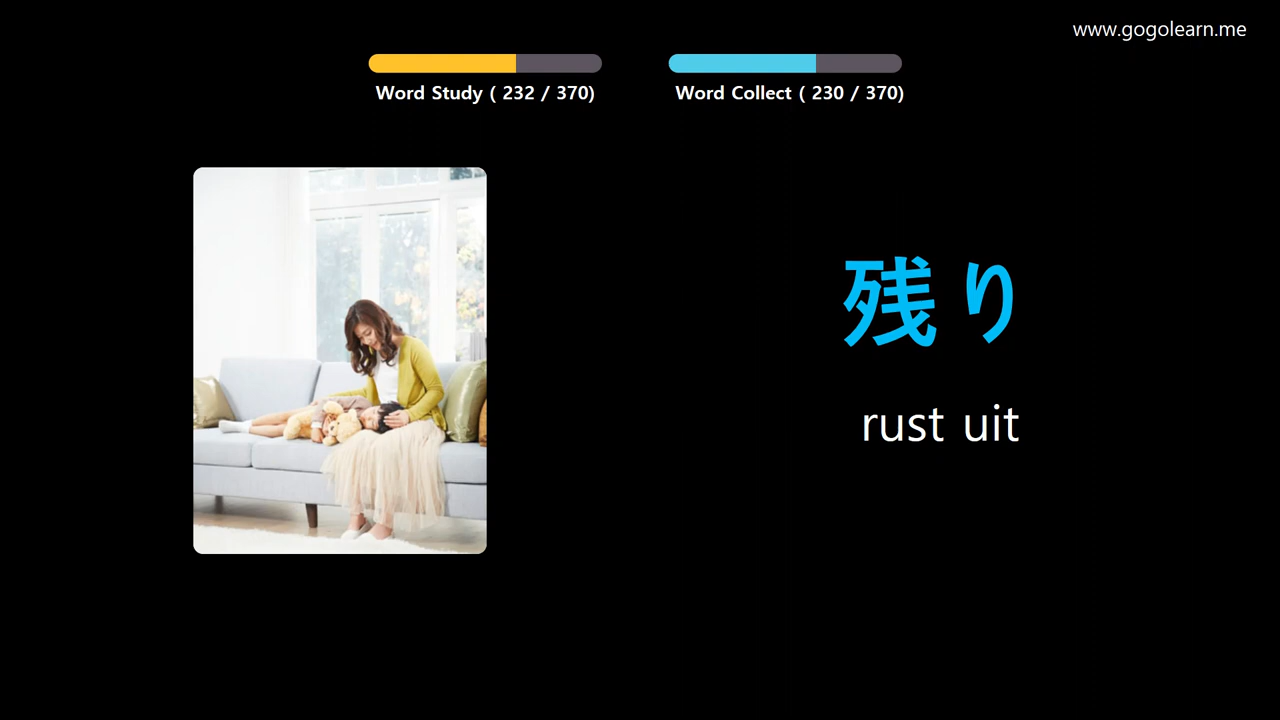 www.gogolearn.me
Word Study ( 232 / 370)
Word Collect ( 230 / 370)
残り
rust uit